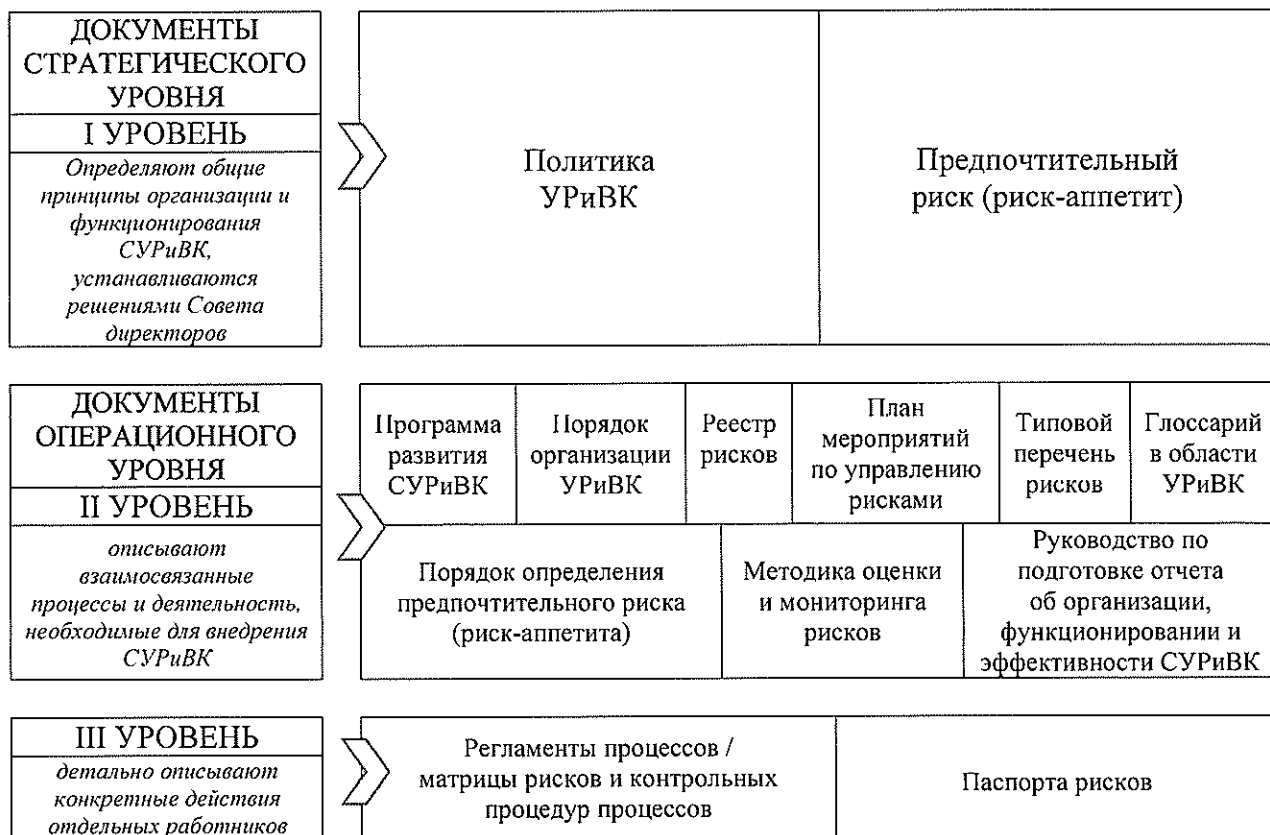 ДОКУМЕНТЫ
СТРАТЕГИЧЕСКОГО
УРОВНЯ
I УРОВЕНЬ
Определяют общие
принципы организации и
функционирования
СУРиВК,
устанавливаются
решениями Совета
директоров
Политика
УРиВК
Предпочтительный
риск (риск-аппетит)
ДОКУМЕНТЫ
ОПЕРАЦИОННОГО
УРОВНЯ
II УРОВЕНЬ
описывают
взаимосвязанные
процессы и деятельность,
необходимые для внедрения
СУРиВК
Программа
развития
СУРиВК
Порядок
организации
УРиВК
Реестр
рисков
План
мероприятий
по управлению
рисками
Типовой
перечень
рисков
Глоссарий
в области
УРиВК
Порядок определения
предпочтительного риска
(риск-аппетита)
Методика оценки
и мониторинга
рисков
Руководство по
подготовке отчета
об организации,
функционировании и
эффективности СУРиВК
III УРОВЕНЬ
детально описывают
конкретные действия
отдельных работников
Регламенты процессов /
матрицы рисков и контрольных
процедур процессов
Паспорта рисков